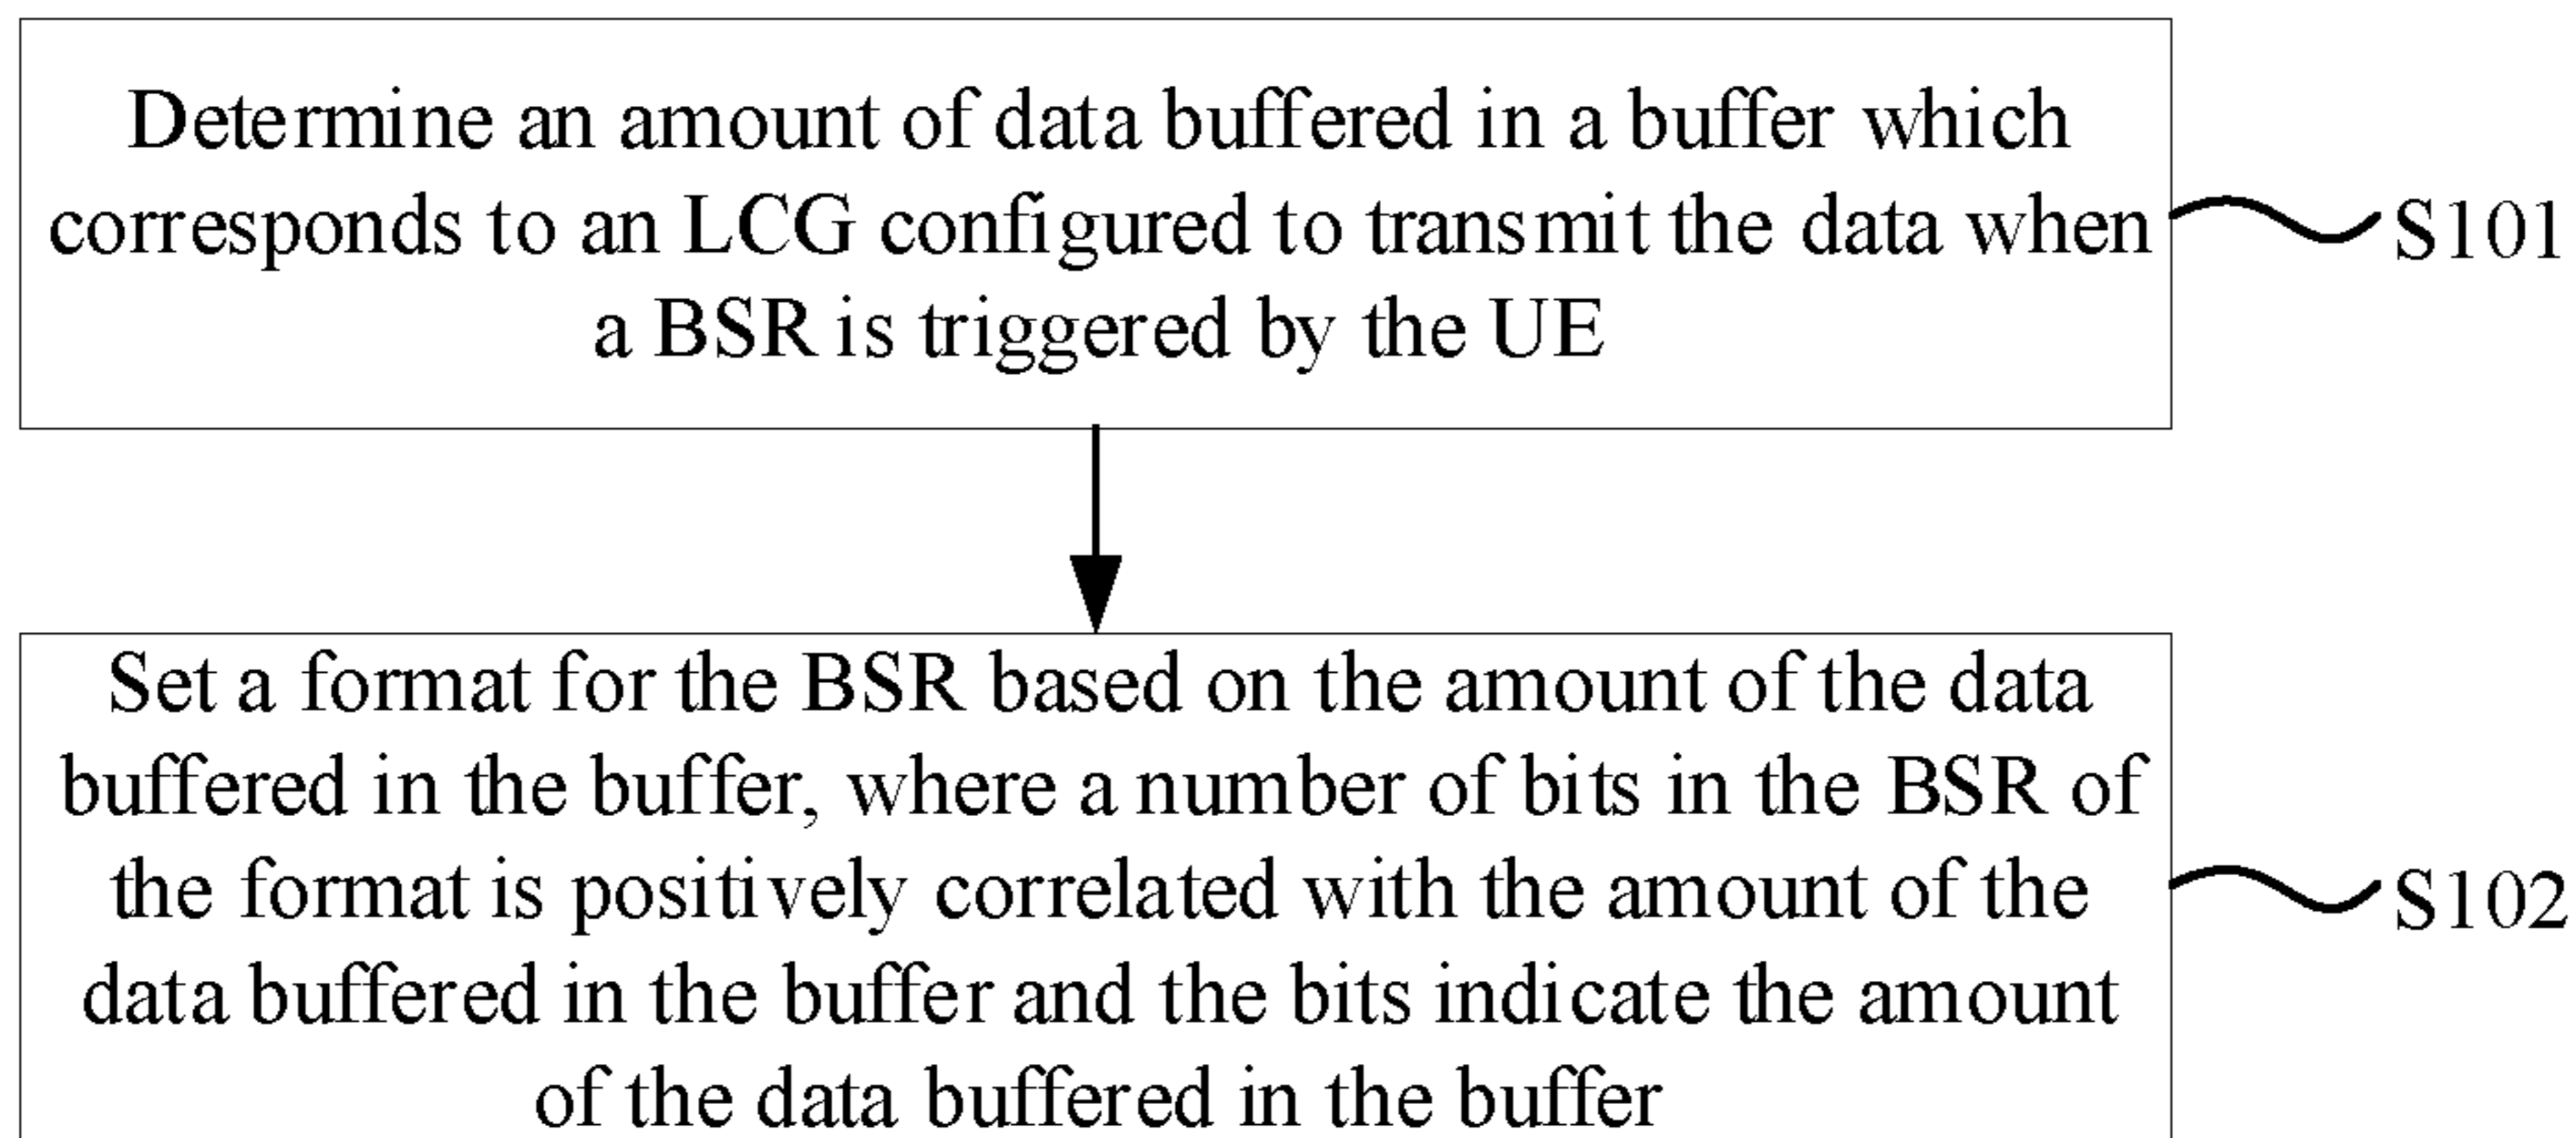 Determine an amount of data buffered in a buffer which
corresponds to an LCG configured to transmit the data when
a BSR is triggered by the UE
S101
Set a format for the BSR based on the amount of the data
buffered in the buffer, where a number of bits in the BSR of
the format is positively correlated with the amount of the
data buffered in the buffer and the bits indicate the amount
of the data buffered in the buffer
S102